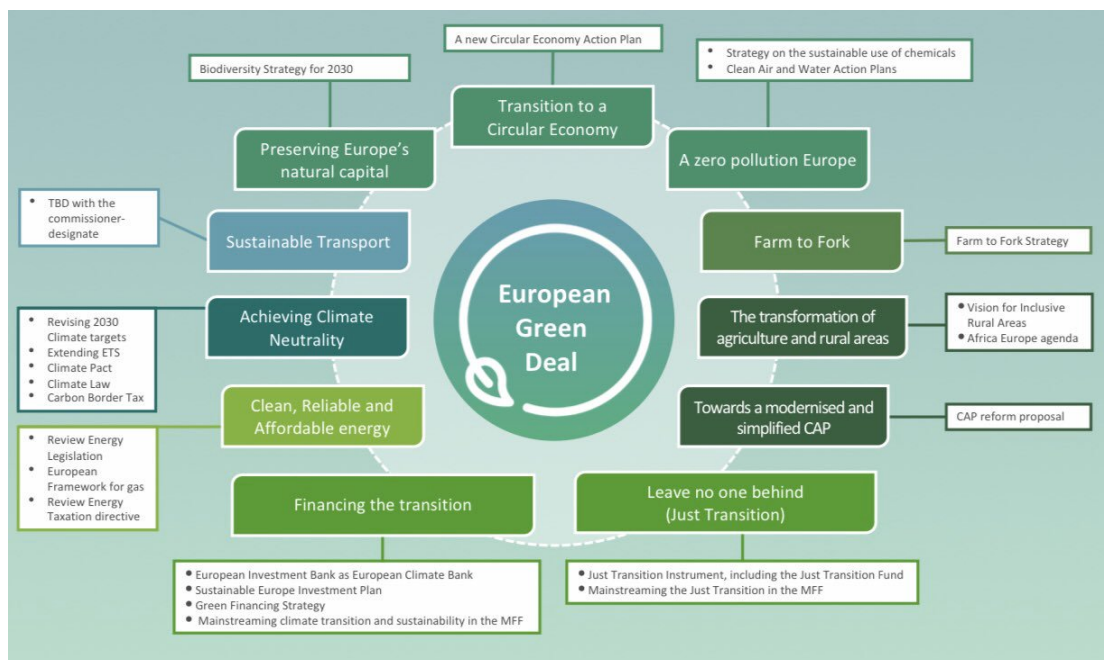 A new Circular Economy Action Plan
Biodiversity Strategy for 2030
• Strategy on the sustainable use of chemicals
• Clean Air and Water Action Plans
Transition to a
Circular Economy
Preserving Europe's
natural capital
A zero pollution Europe
• TBD with the
commissioner-
designate
Sustainable Transport
Farm to Fork
Farm to Fork Strategy
European
Green
Deal
• Revising 2030
Climate targets
• Extending ETS
• Climate Pact
• Climate Law
• Carbon Border Tax
Achieving Climate
Neutrality
The transformation of
agriculture and rural areas
• Vision for Inclusive
Rural Areas
• Africa Europe agenda
• Review Energy
Legislation
• European
Framework for gas
• Review Energy
Taxation directive
Clean, Reliable and
Affordable energy
Towards a modernised and
simplified CAP
CAP reform proposal
Financing the transition
Leave no one behind
(Just Transition)
• European Investment Bank as European Climate Bank
• Sustainable Europe Investment Plan
• Green Financing Strategy
• Mainstreaming climate transition and sustainability in the MFF
• Just Transition Instrument, including the Just Transition Fund
• Mainstreaming the Just Transition in the MFF